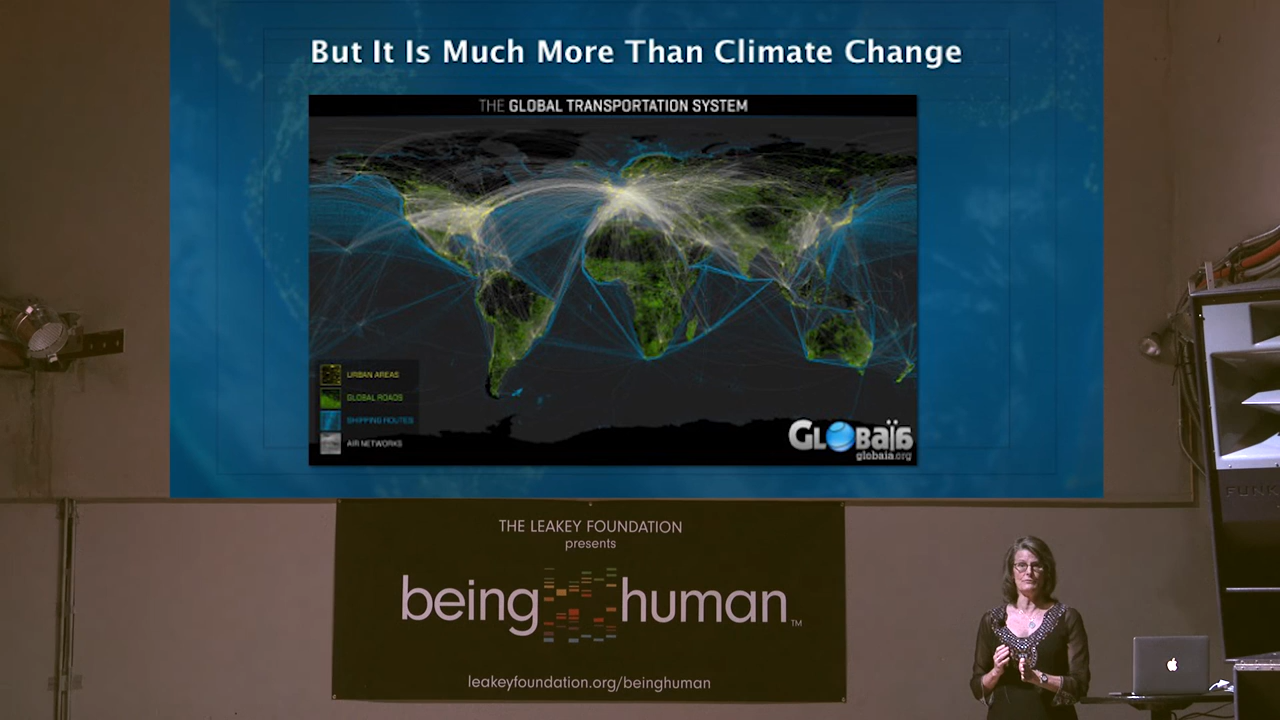 But It Is Much More Than Climate Change
THE GLOBAL TRANSPORTATION SYSTEM
URBAN AREAS
GLOBAL ROADS
SHIPPING ROUTES
AIR NETWORKS
GLOBAïA
globaia.org
THE LEAKEY FOUNDATION
presents
being human TM
leakeyfoundation.org/beinghuman